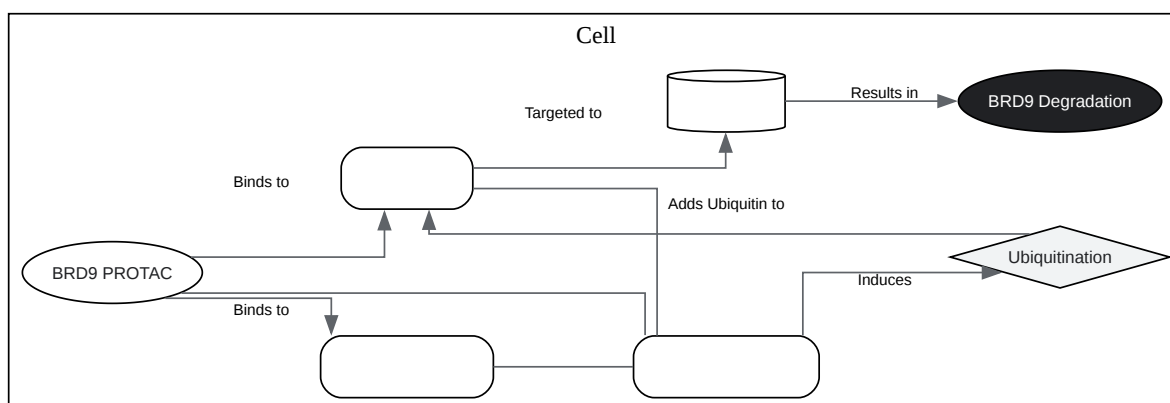 Cell
Results in
BRD9 Degradation
Targeted to
Binds to
Adds Ubiquitin to
Ubiquitination
BRD9 PROTAC
Induces
Binds to